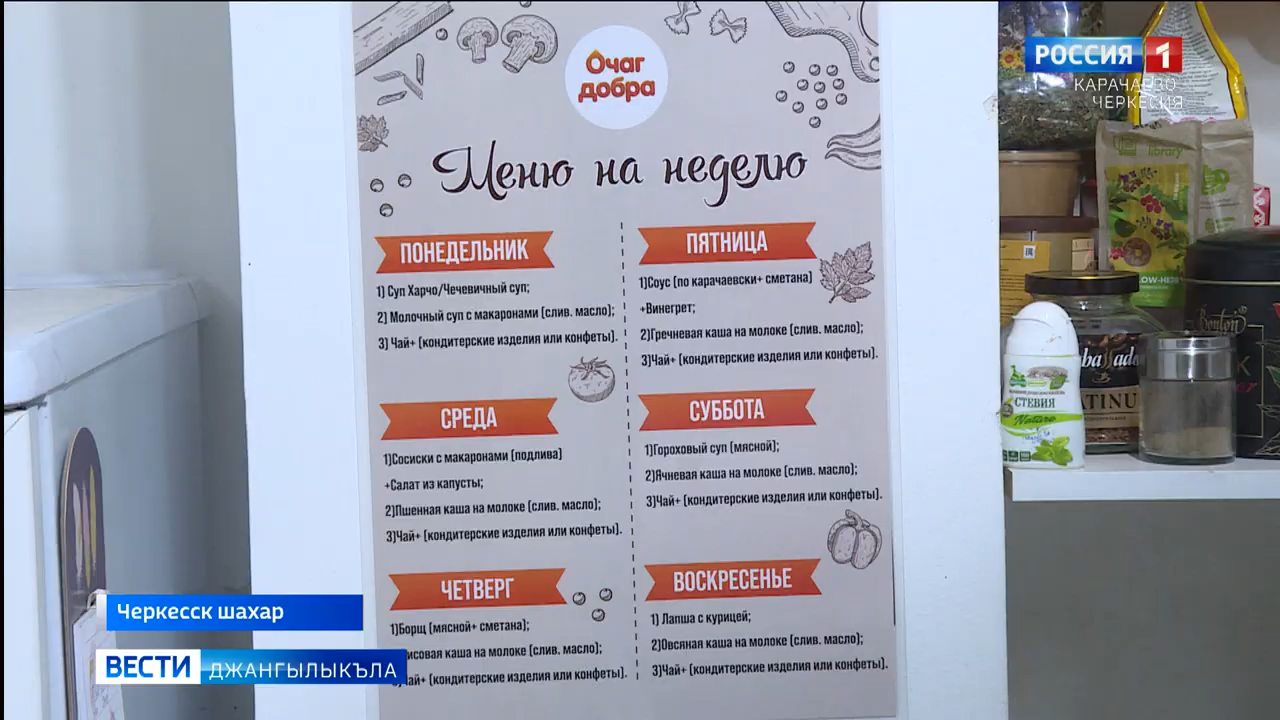 Очаг
добра
Меню на неделю
ПОНЕДЕЛЬНИК
1) Суп Харчо/Чечевичный суп;
2) Молочный суп с макаронами (слив. масло);
3) Чай+ (кондитерские изделия или конфеты).
СРЕДА
1)Сосиски с макаронами (подлива)
+Салат из капусты;
2)Пшенная каша на молоке (слив. масло);
3)Чай+ (кондитерские изделия или конфеты).
ЧЕТВЕРГ
1)Борщ (мясной+ сметана);
исовая каша на молоке (слив. масло);
Чай+ (кондитерские изделия или конфеты).
ПЯТНИЦА
1)Соус (по карачаевски+ сметана)
+Винегрет;
2)Гречневая каша на молоке (слив. масло);
3)Чай+ (кондитерские изделия или конфеты).
СУББОТА
1)Гороховый суп (мясной);
2)Ячневая каша на молоке (слив. масло);
3)Чай+ (кондитерские изделия или конфеты).
ВОСКРЕСЕНЬЕ
1) Лапша с курицей;
2)Овсяная каша на молоке (слив. масло);
3)Чай+ (кондитерские изделия или конфеты).
РОССИЯ 1
КАРАЧАЕВО
ЧЕРКЕСИЯ
СТЕВИЯ
Nature
ATINU
Черкесск шахар
ВЕСТИ ДЖАНГЫЛЫКЪЛА